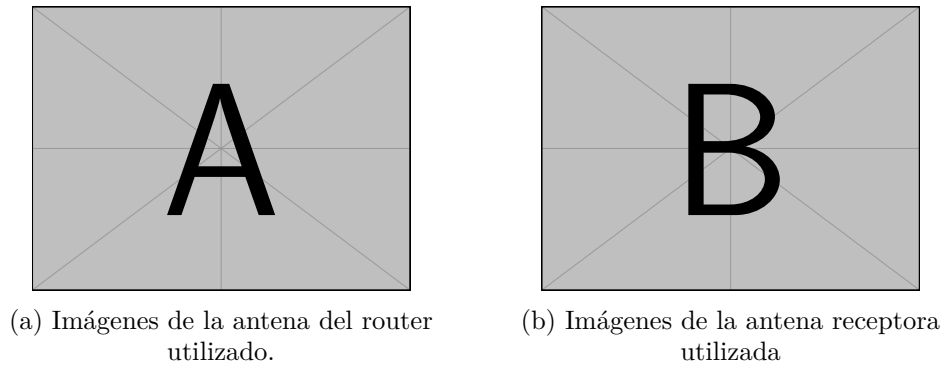 A
B
(a) Imágenes de la antena del router
utilizado.
(b) Imágenes de la antena receptora
utilizada